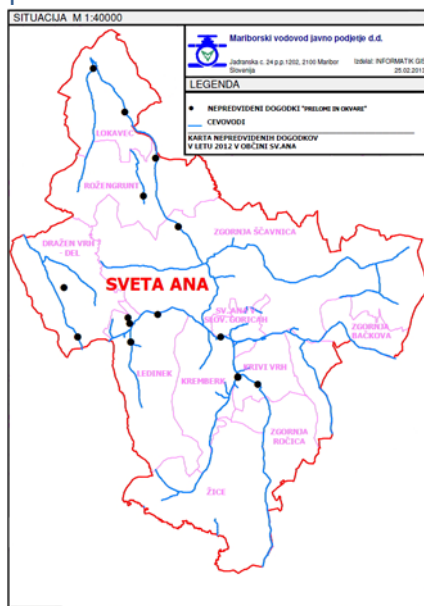 SITUACIJA M 1:40000
Mariborski vodovod javno podjetje d.d.
Jadranska c. 24 p.p.1202, 2100 Maribor
Slovenija
Izdelal: INFORMATIK GIS
25.02.2013
LEGENDA
NEPREDVIDENI DOGODKI "PRELOMI IN OKVARE"
CEVOVODI
KARTA NEPREDVIDENIH DOGODKOV
V LETU 2012 V OBČINI SV.ANA
LOKAVEC
ROŽENGRUNT
ZGORNJA ŠČAVNICA
DRAŽEN VRH
- DEL
SVETA ANA
SV. ANA V
SLOV. GORICAH
ZGORNJA
BAČKOVA
LEDINEK
KREMBERK
KRIVI VRH
ZGORNJA
ROČICA
ŽICE